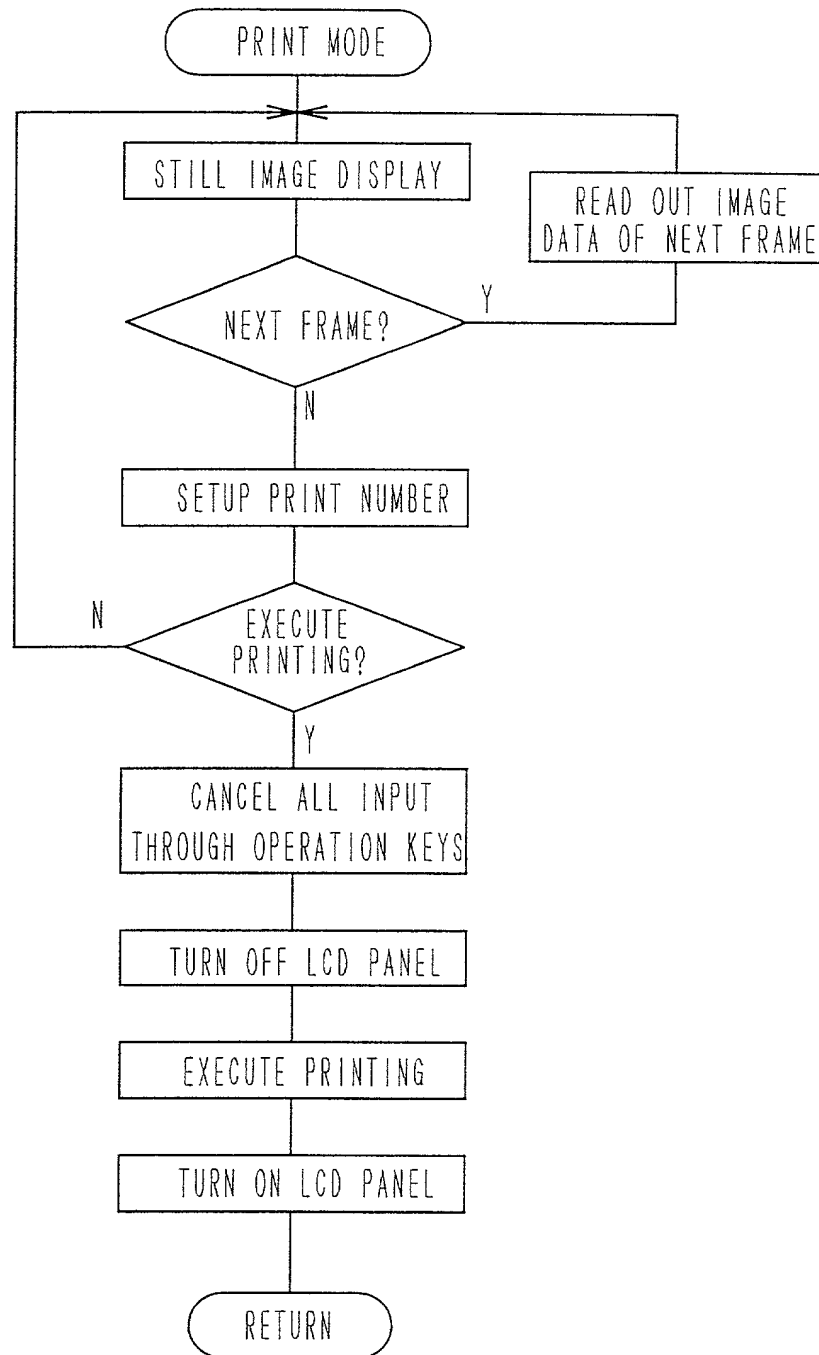 PRINT MODE
STILL IMAGE DISPLAY
READ OUT IMAGE
DATA OF NEXT FRAME
NEXT FRAME?
Y
N
SETUP PRINT NUMBER
N
EXECUTE
PRINTING?
Y
CANCEL ALL INPUT
THROUGH OPERATION KEYS
TURN OFF LCD PANEL
EXECUTE PRINTING
TURN ON LCD PANEL
RETURN